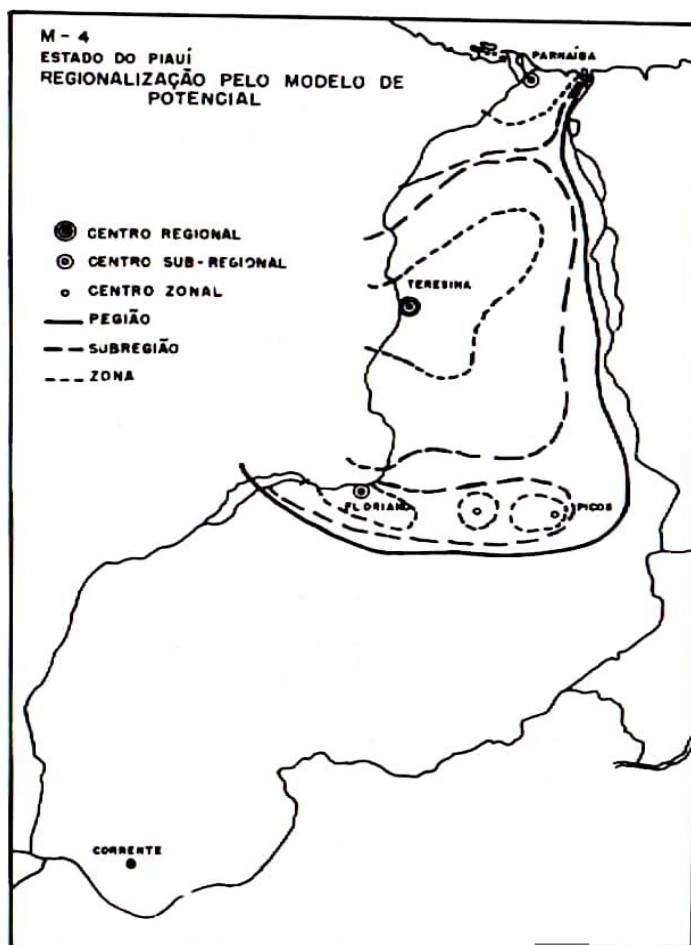 M - 4
ESTADO DO PIAUÍ
REGIONALIZAÇÃO PELO MODELO DE
POTENCIAL
PARNAÍBA
CENTRO REGIONAL
CENTRO SUB-REGIONAL
CENTRO ZONAL
PEGIÃO
SUBREGIÃO
ZONA
TERESINA
FLORIANO
PICOS
CORRENTE